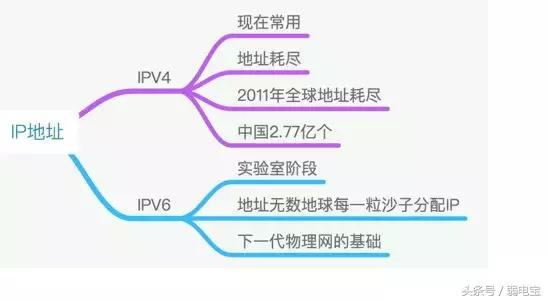 IP地址
IPV4
现在常用
地址耗尽
2011年全球地址耗尽
中国2.77亿个
IPV6
实验室阶段
地址无数地球每一粒沙子分配IP
下一代物理网的基础
头条号 / 弱电宝